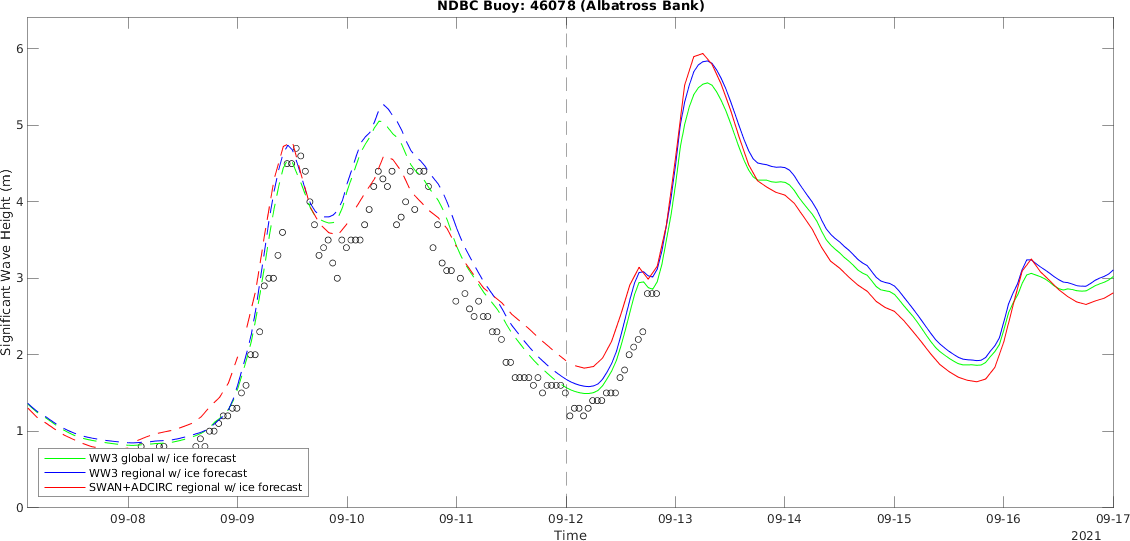 NDBC Buoy: 46078 (Albatross Bank)
Significant Wave Height (m)
6
5
4
3
2
1
0
WW3 global w/ ice forecast
WW3 regional w/ ice forecast
SWAN+ADCIRC regional w/ ice forecast
09-08 09-09 09-10 09-11 09-12 09-13 09-14 09-15 09-16 09-17
Time
2021